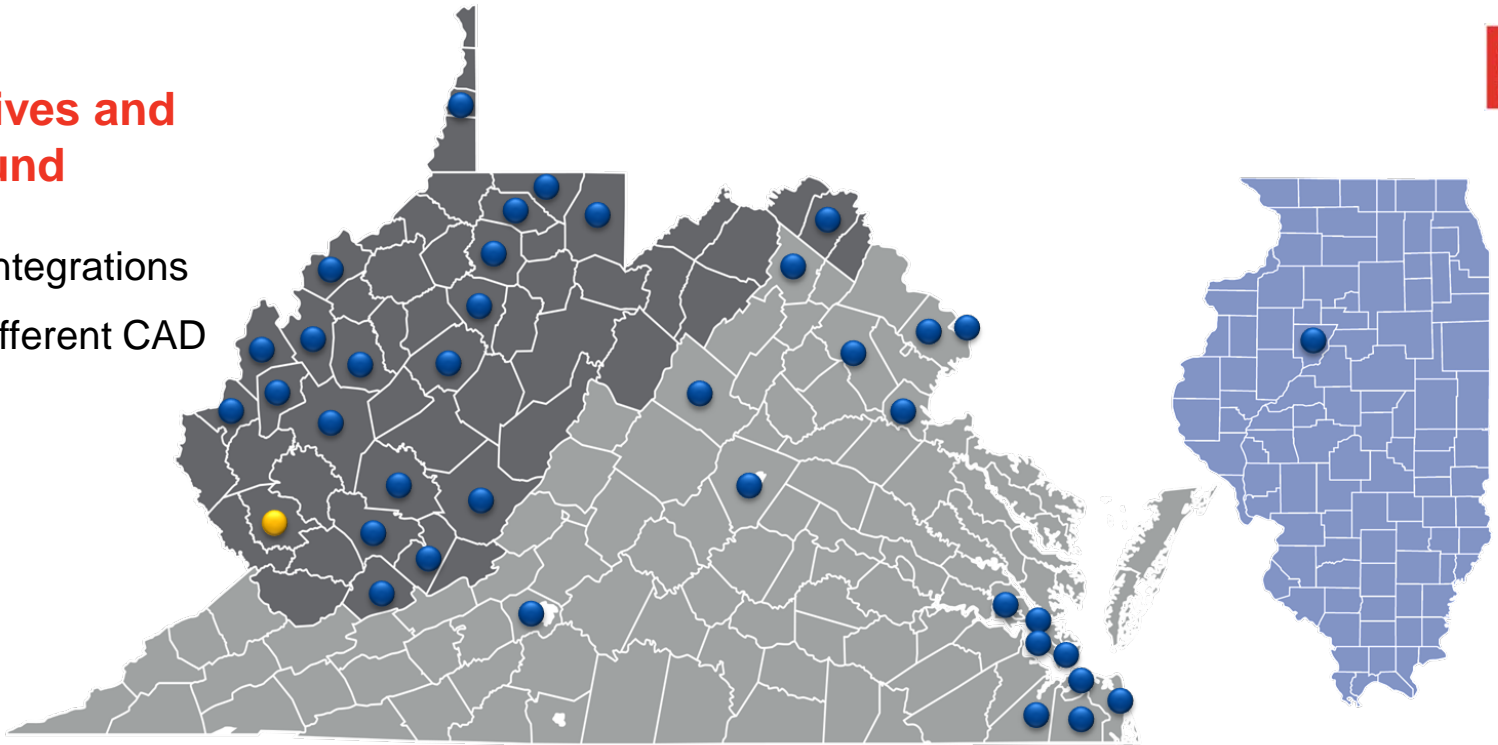 ives and
und
ntegrations
fferent CAD